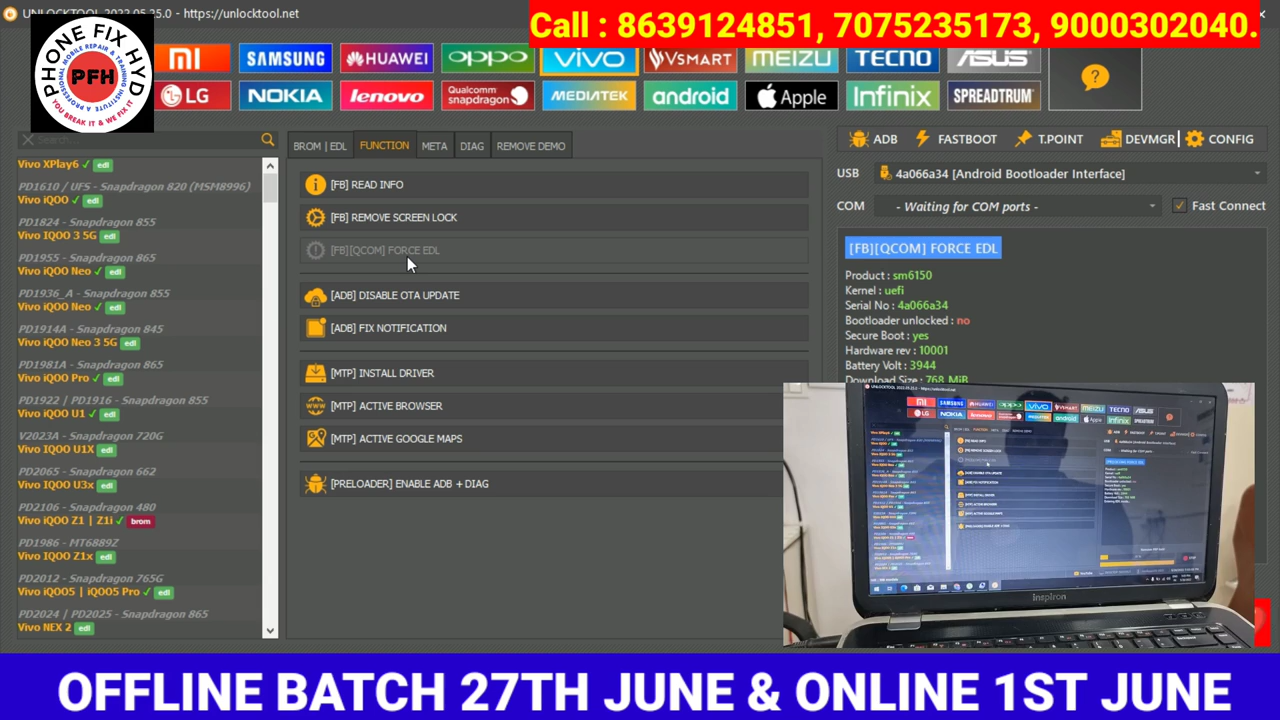 UNLOCKTOOL 2022.05.25.0 - https://unlocktool.net
Call : 8639124851, 7075235173, 9000302040.
PHONE FIX HYD
A PROFESSIONAL MOBILE REPAIR & TRAINING INSTITUTE
PFH
YOU BREAK IT & WE FIX IT
MI
SAMSUNG
HUAWEI
oppo
vivo
VSMART
MEIZU
TECNO
ASUS
LG
NOKIA
lenovo
Qualcomm snapdragon
MEDIATEK
android
Apple
Infinix
SPREADTRUM
?
Search...
Vivo XPlay6 ✓ edl
PD1610 / UFS - Snapdragon 820 (MSM8996)
Vivo iQOO ✓ edl
PD1824 - Snapdragon 855
Vivo IQOO 3 5G edl
PD1955 - Snapdragon 865
Vivo iQOO Neo ✓ edl
PD1936_A - Snapdragon 855
Vivo iQOO Neo ✓ edl
PD1914A - Snapdragon 845
Vivo iQOO Neo 3 5G edl
PD1981A - Snapdragon 865
Vivo iQOO Pro ✓ edl
PD1922 | PD1916 - Snapdragon 855
Vivo iQOO U1 ✓ edl
V2023A - Snapdragon 720G
Vivo IQOO U1X edl
PD2065 - Snapdragon 662
Vivo IQOO U3x edl
PD2106 - Snapdragon 480
Vivo iQOO Z1 | Z1i ✓ brom
PD1986 - MT6889Z
Vivo IQOO Z1x edl
PD2012 - Snapdragon 765G
Vivo iQOO5 | iQOO5 Pro ✓ edl
PD2024 | PD2025 - Snapdragon 865
Vivo NEX 2 edl
BROM | EDL
FUNCTION
META
DIAG
REMOVE DEMO
[FB] READ INFO
[FB] REMOVE SCREEN LOCK
[FB][QCOM] FORCE EDL
[ADB] DISABLE OTA UPDATE
[ADB] FIX NOTIFICATION
[MTP] INSTALL DRIVER
[MTP] ACTIVE BROWSER
[MTP] ACTIVE GOOGLE MAPS
[PRELOADER] ENABLE ADB + DIAG
ADB
FASTBOOT
T.POINT
DEVMGR
CONFIG
USB 4a066a34 [Android Bootloader Interface]
COM - Waiting for COM ports - Fast Connect
[FB][QCOM] FORCE EDL
Product : sm6150
Kernel : uefi
Serial No : 4a066a34
Bootloader unlocked : no
Secure Boot : yes
Hardware rev : 10001
Battery Volt : 3944
Download Size : 768 MiB
Inspiron
OFFLINE BATCH 27TH JUNE & ONLINE 1ST JUNE